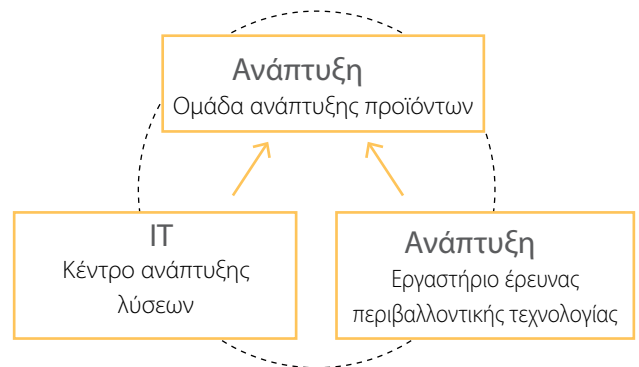 Ανάπτυξη
Ομάδα ανάπτυξης προϊόντων
IT
Κέντρο ανάπτυξης
λύσεων
Ανάπτυξη
Εργαστήριο έρευνας
περιβαλλοντικής τεχνολογίας